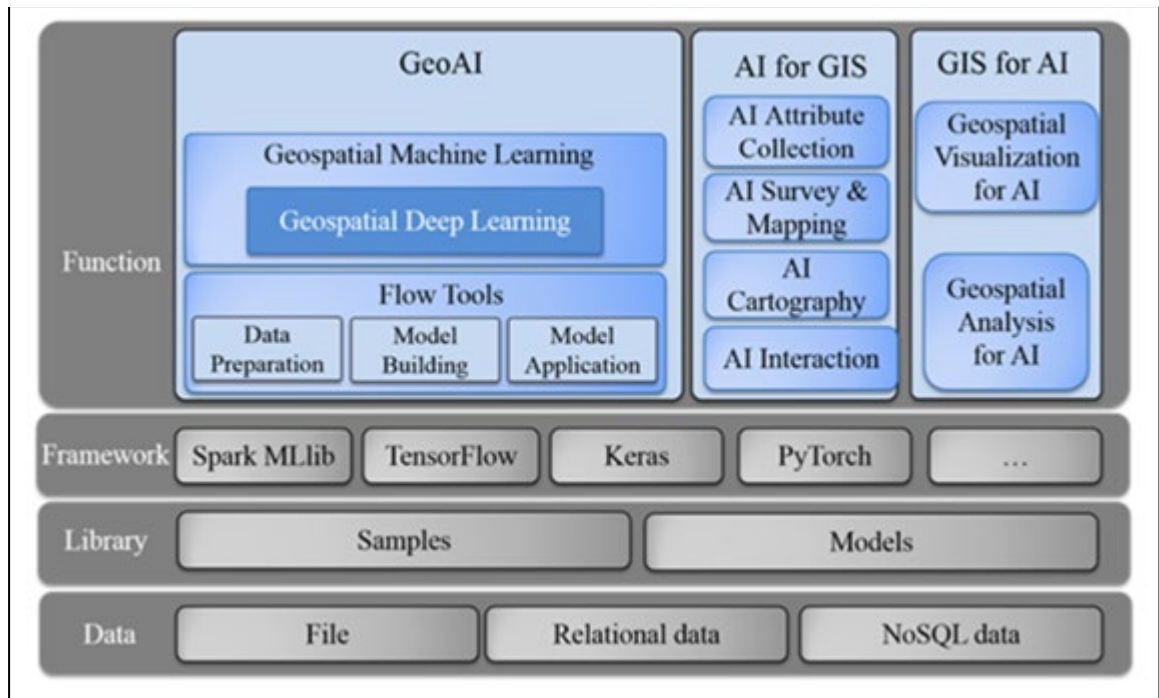 Function
GeoAI
Geospatial Machine Learning
Geospatial Deep Learning
Flow Tools
Data
Preparation
Model
Building
Model
Application
AI for GIS
AI Attribute
Collection
AI Survey &
Mapping
AI
Cartography
AI Interaction
GIS for AI
Geospatial
Visualization
for AI
Geospatial
Analysis
for AI
Framework
Spark MLlib
TensorFlow
Keras
PyTorch
...
Library
Samples
Models
Data
File
Relational data
NoSQL data